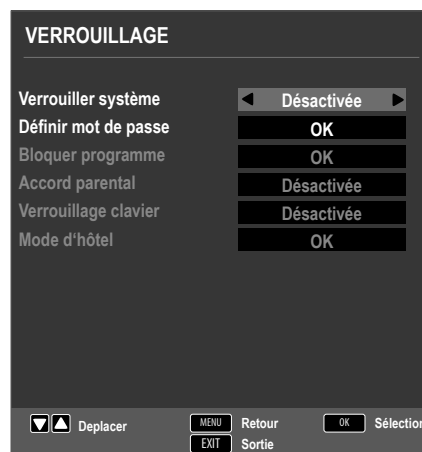 VERROUILLAGE
Verrouiller système Désactivée
Définir mot de passe OK
Bloquer programme OK
Accord parental Désactivée
Verrouillage clavier Désactivée
Mode d‘hôtel OK
Deplacer MENU Retour OK Sélection
EXIT Sortie